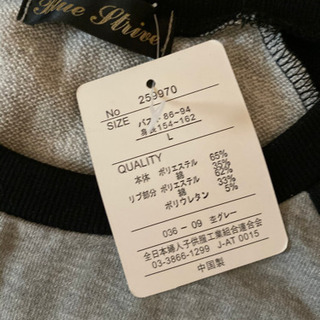 Blue Strive
No 259970
SIZE バスト86~94
身長154~162
L
QUALITY
本体 ポリエステル 65%
綿 35%
リブ部分 ポリエステル 62%
綿 33%
ポリウレタン 5%
036 - 09 杢グレー
全日本婦人子供服工業組合連合会
03-3866-1299 J-AT 0015
中国製